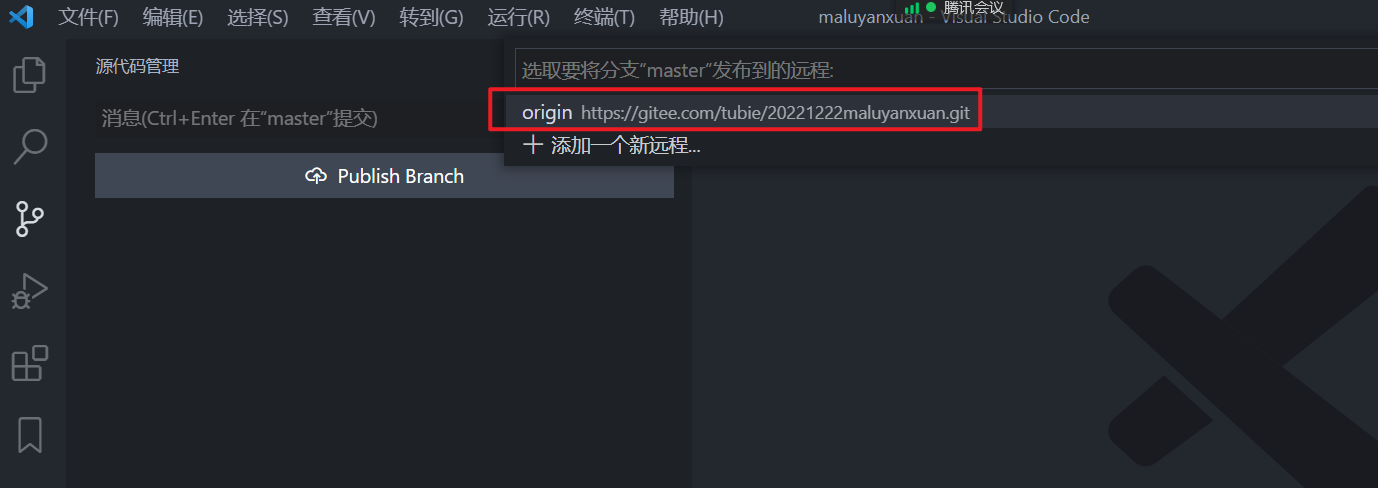 文件(F) 编辑(E) 选择(S) 查看(V) 转到(G) 运行(R) 终端(T) 帮助(H) maluyanxuan - Visual Studio Code
腾讯会议
源代码管理
选取要将分支“master”发布到的远程:
origin https://gitee.com/tubie/20221222maluyanxuan.git
消息(Ctrl+Enter 在“master”提交)
添加一个新远程...
Publish Branch